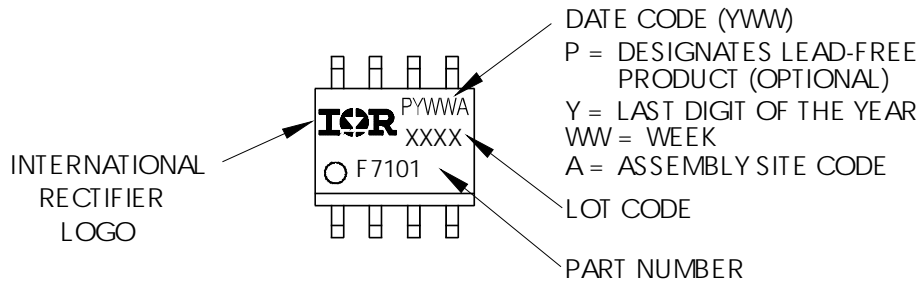 DATE CODE (YWW)
P = DESIGNATES LEAD-FREE
PRODUCT (OPTIONAL)
Y = LAST DIGIT OF THE YEAR
WW = WEEK
A = ASSEMBLY SITE CODE
LOT CODE
PART NUMBER
INTERNATIONAL
RECTIFIER
LOGO
IOR PYWWA
XXXX
F7101